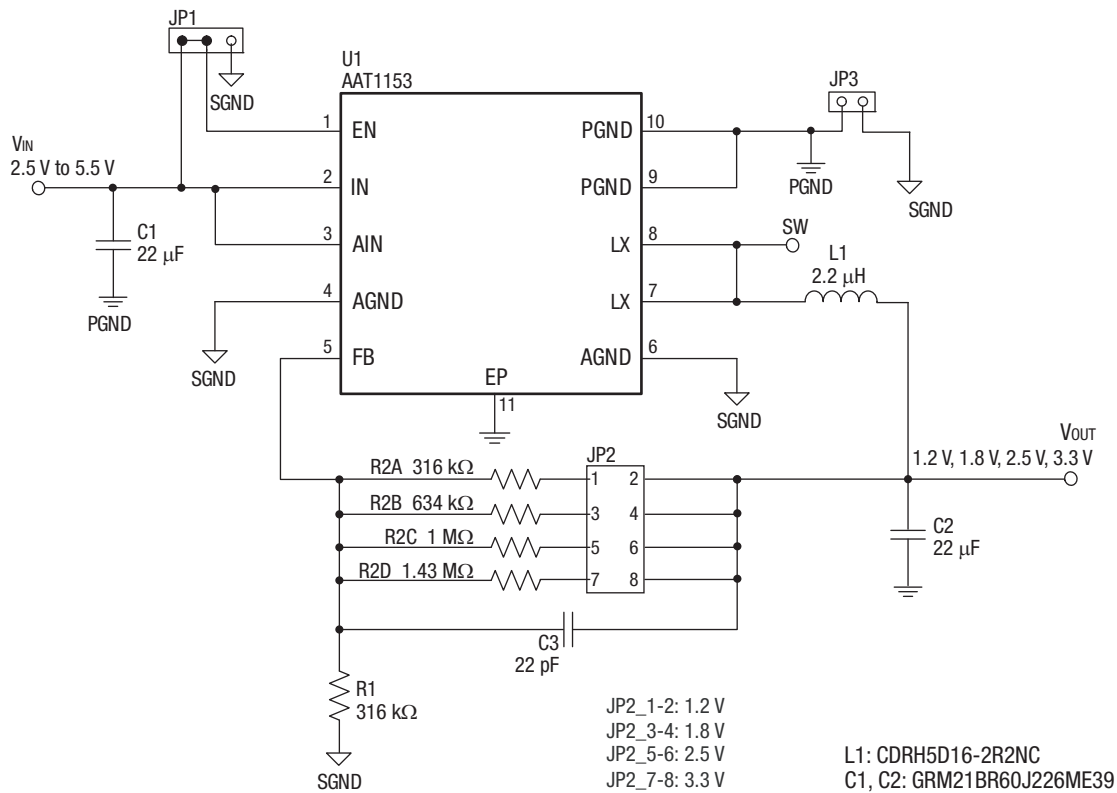 JP1
SGND
U1
AAT1153
JP3
VIN
2.5 V to 5.5 V
C1
22 μF
PGND
1 EN
2 IN
3 AIN
4 AGND
5 FB
PGND 10
PGND 9
LX 8
LX 7
AGND 6
EP
11
PGND
SGND
SW
L1
2.2 μH
SGND
SGND
VOUT
1.2 V, 1.8 V, 2.5 V, 3.3 V
JP2
R2A 316 kΩ
R2B 634 kΩ
R2C 1 MΩ
R2D 1.43 MΩ
1 2
3 4
5 6
7 8
C2
22 μF
C3
22 pF
R1
316 kΩ
SGND
JP2_1-2: 1.2 V
JP2_3-4: 1.8 V
JP2_5-6: 2.5 V
JP2_7-8: 3.3 V
L1: CDRH5D16-2R2NC
C1, C2: GRM21BR60J226ME39